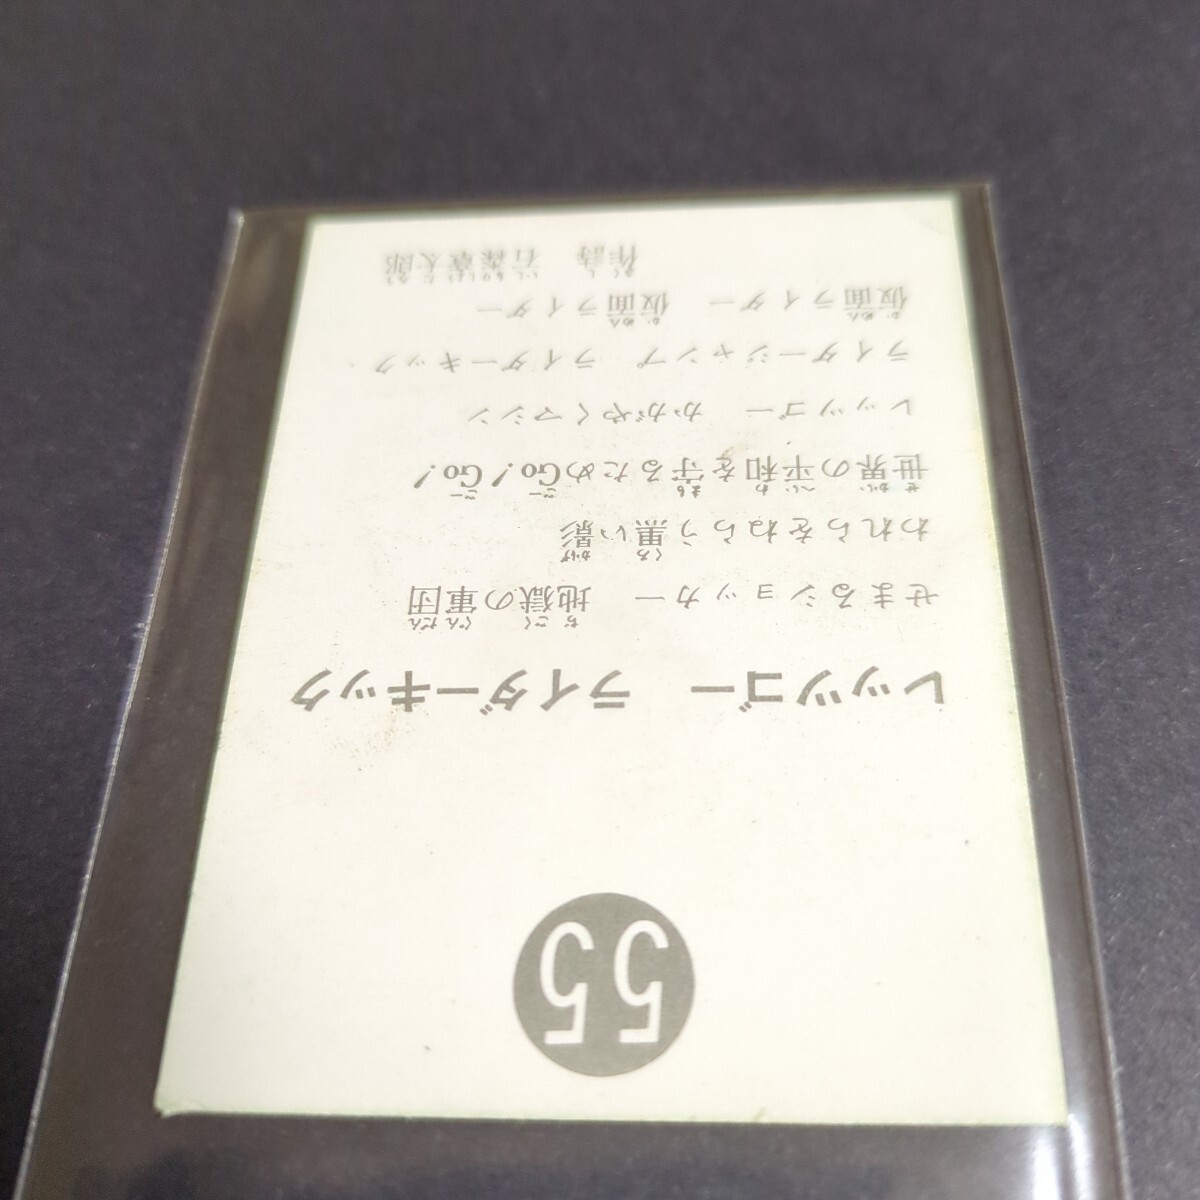 55
レッツゴー　ライダーキック
せまるショッカー　地獄の軍団
われらをねらう黒い影
世界の平和を守るためGo！Go！
レッツゴー　かがやくマシン
ライダージャンプ　ライダーキック
仮面ライダー　仮面ライダー
作詩　石森章太郎